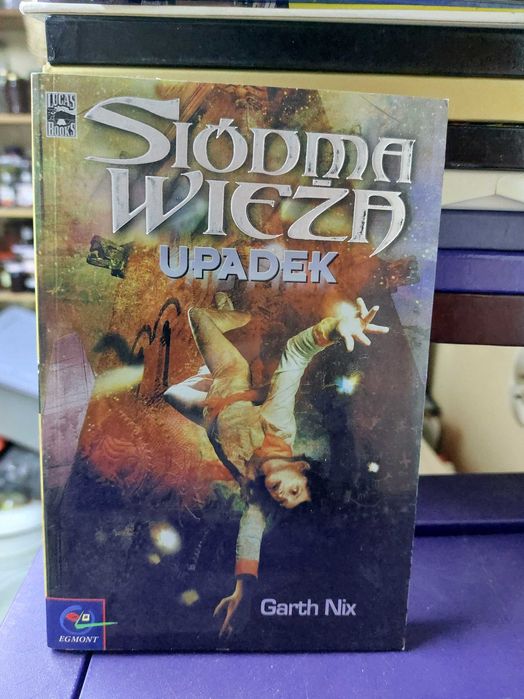 LUCAS
BOOKS
SIÓDMA
WIEŻA
UPADEK
Garth Nix
EGMONT